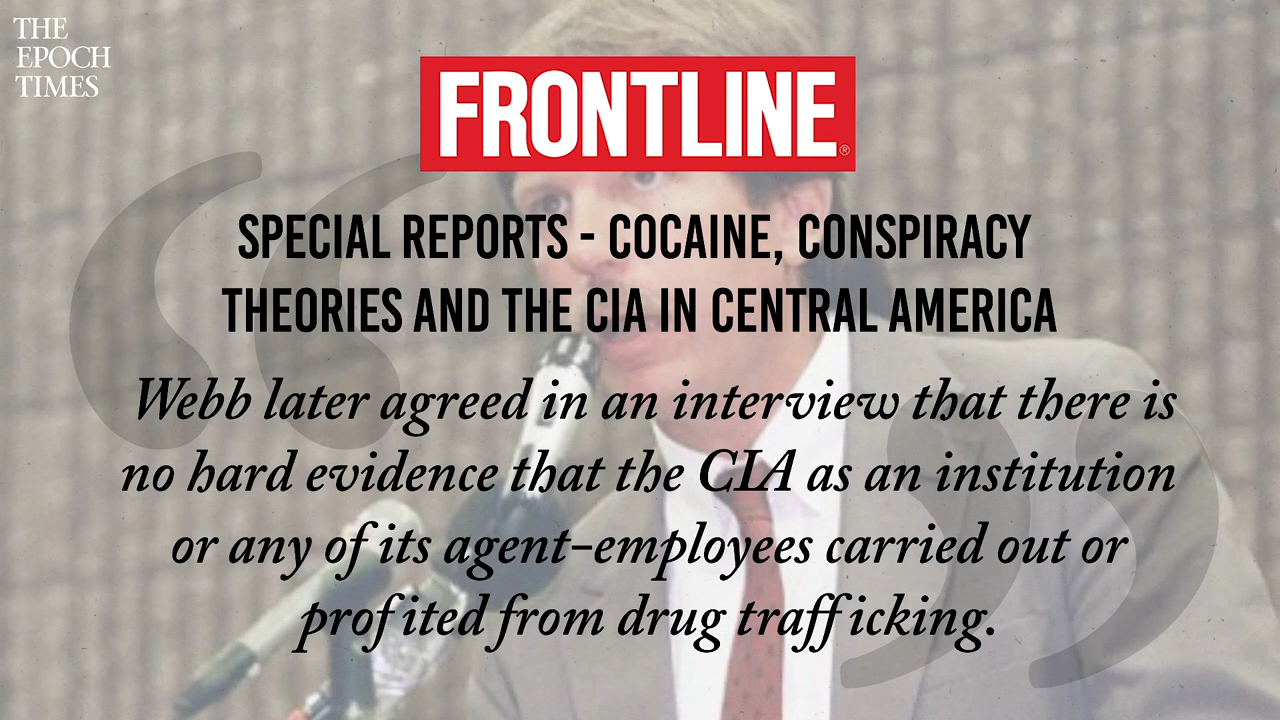 THE
EPOCH
TIMES
FRONTLINE®
SPECIAL REPORTS - COCAINE, CONSPIRACY
THEORIES AND THE CIA IN CENTRAL AMERICA
“
Webb later agreed in an interview that there is
no hard evidence that the CIA as an institution
or any of its agent-employees carried out or
profited from drug trafficking.
”